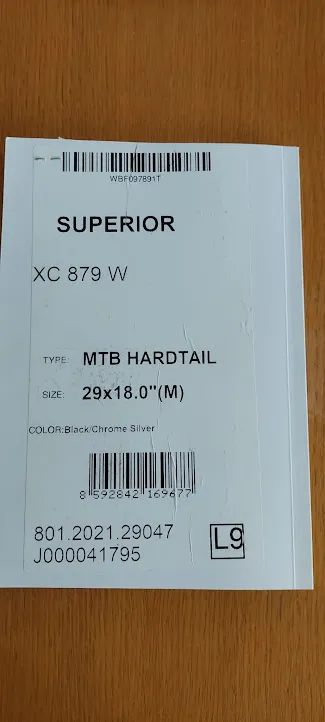 WBF097891T
SUPERIOR
XC 879 W
TYPE: MTB HARDTAIL
SIZE: 29x18.0"(M)
COLOR:Black/Chrome Silver
8 592842 169677
801.2021.29047 L9
J000041795